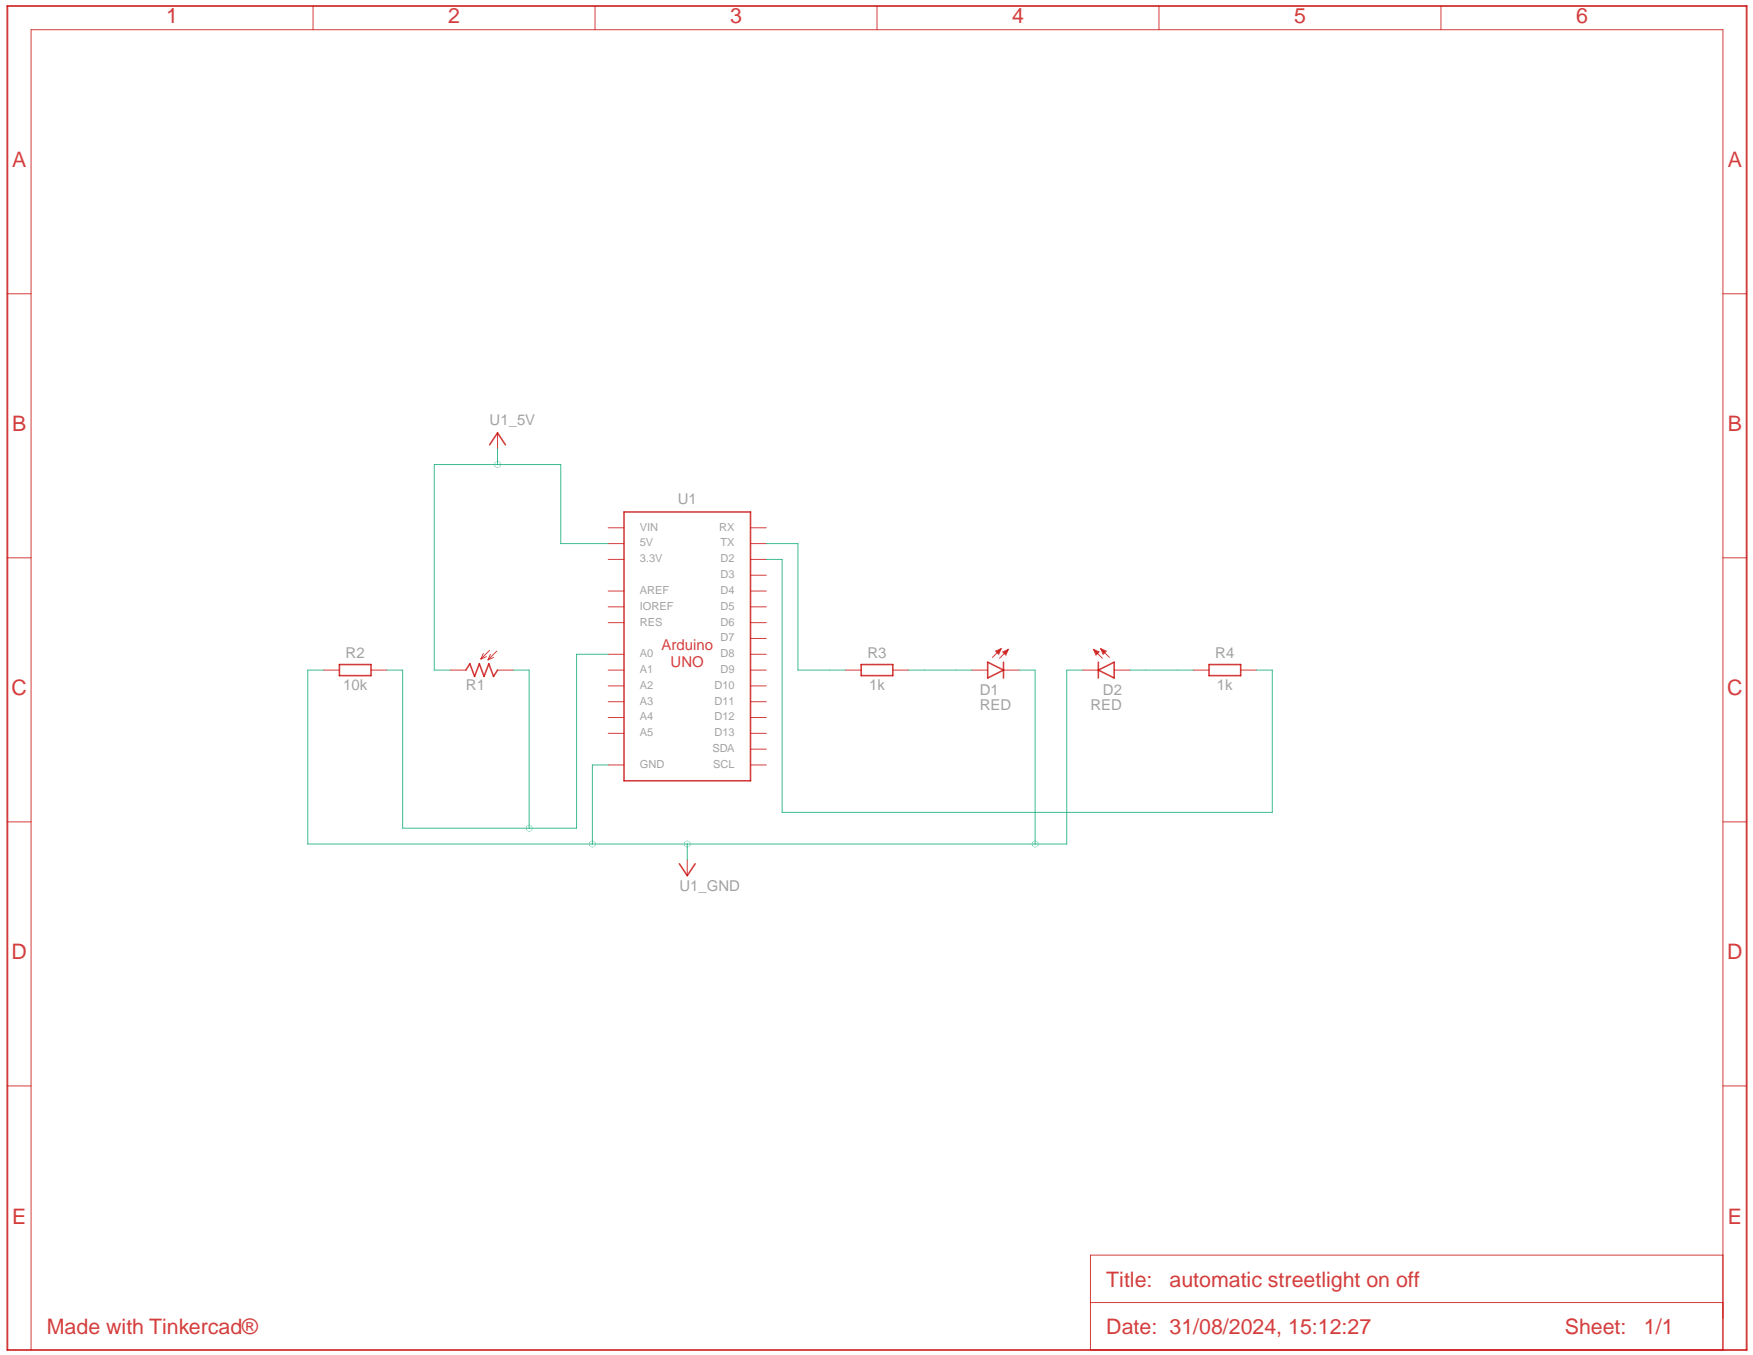 1 2 3 4 5 6
A A
B B
U1_5V
U1
VIN RX
5V TX
3.3V D2
D3
AREF D4
IOREF D5
RES D6
D7
Arduino
UNO
A0 D8
A1 D9
A2 D10
A3 D11
A4 D12
A5 D13
SDA
GND SCL
R2
10k
R1
R3
1k
D1
RED
D2
RED
R4
1k
C C
U1_GND
D D
E E
Title: automatic streetlight on off
Date: 31/08/2024, 15:12:27 Sheet: 1/1
Made with Tinkercad®